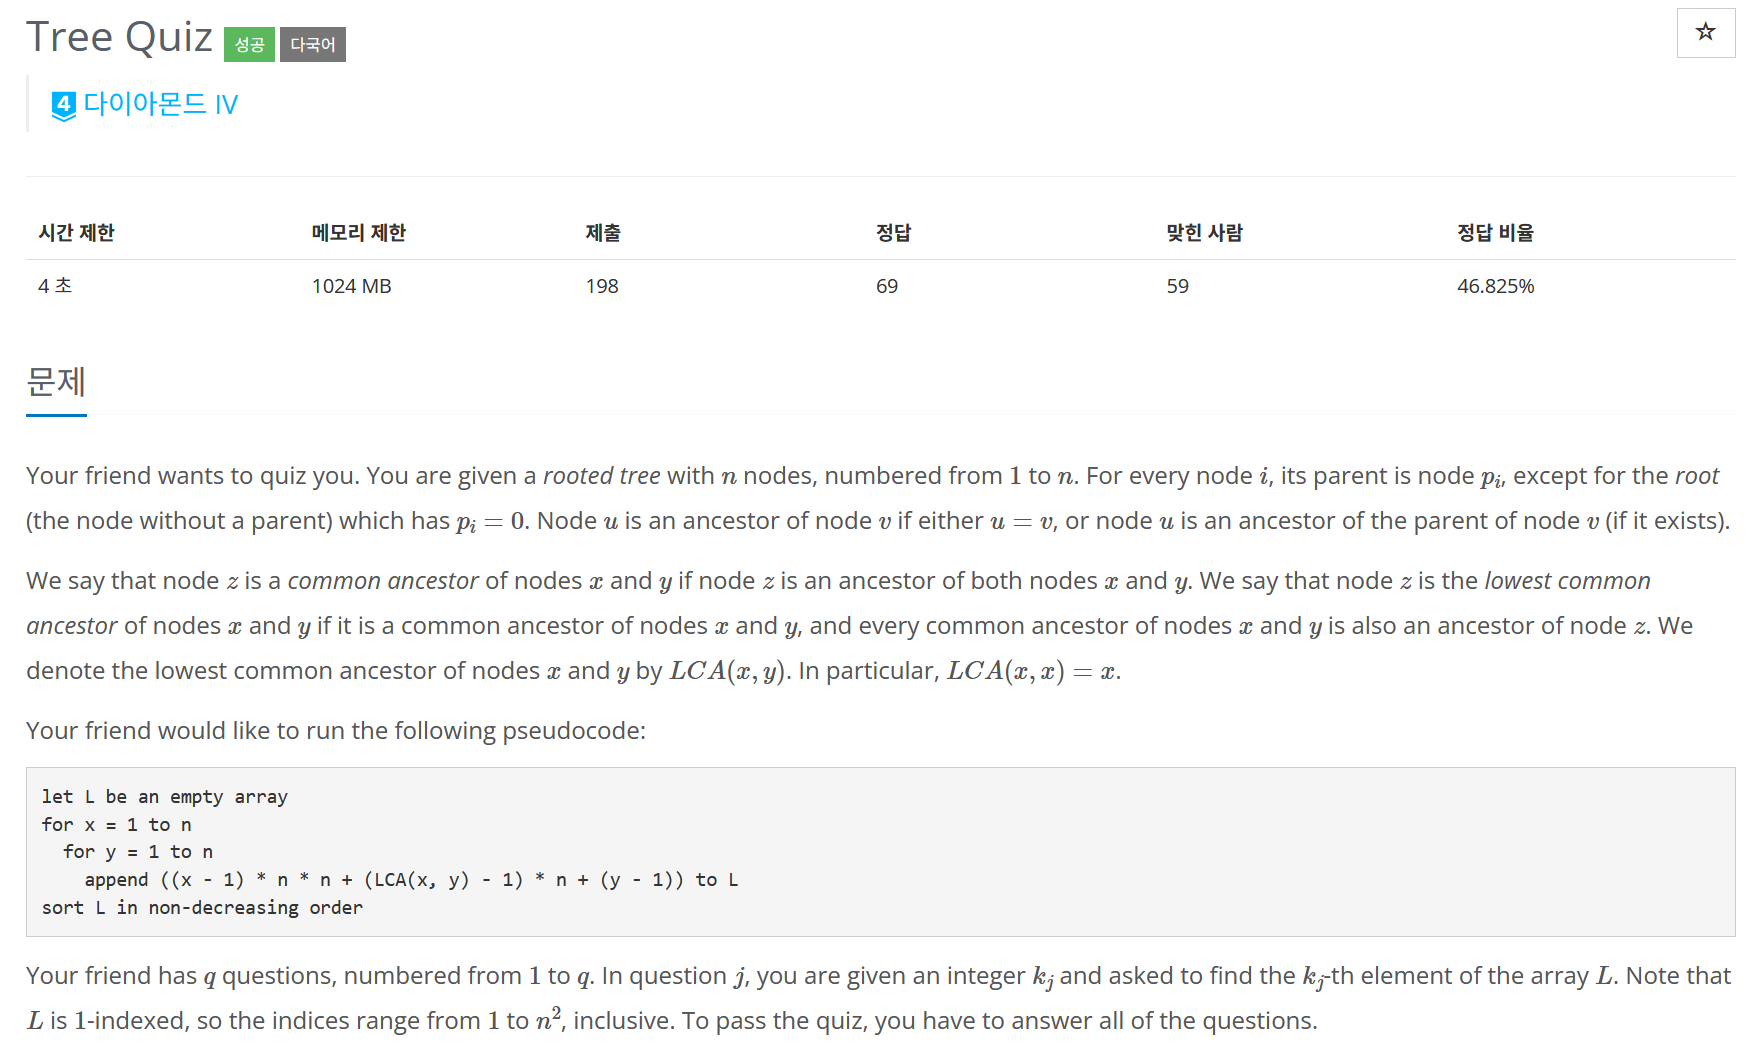 Tree Quiz 성공 다국어
4 다이아몬드 IV
시간 제한 메모리 제한 제출 정답 맞힌 사람 정답 비율
4 초 1024 MB 198 69 59 46.825%
문제
Your friend wants to quiz you. You are given a rooted tree with n nodes, numbered from 1 to n. For every node i, its parent is node p_i, except for the root
(the node without a parent) which has p_i = 0. Node u is an ancestor of node v if either u = v, or node u is an ancestor of the parent of node v (if it exists).
We say that node z is a common ancestor of nodes x and y if node z is an ancestor of both nodes x and y. We say that node z is the lowest common
ancestor of nodes x and y if it is a common ancestor of nodes x and y, and every common ancestor of nodes x and y is also an ancestor of node z. We
denote the lowest common ancestor of nodes x and y by LCA(x, y). In particular, LCA(x, x) = x.
Your friend would like to run the following pseudocode:
let L be an empty array
for x = 1 to n
  for y = 1 to n
    append ((x - 1) * n * n + (LCA(x, y) - 1) * n + (y - 1)) to L
sort L in non-decreasing order
Your friend has q questions, numbered from 1 to q. In question j, you are given an integer k_j and asked to find the k_j-th element of the array L. Note that
L is 1-indexed, so the indices range from 1 to n², inclusive. To pass the quiz, you have to answer all of the questions.